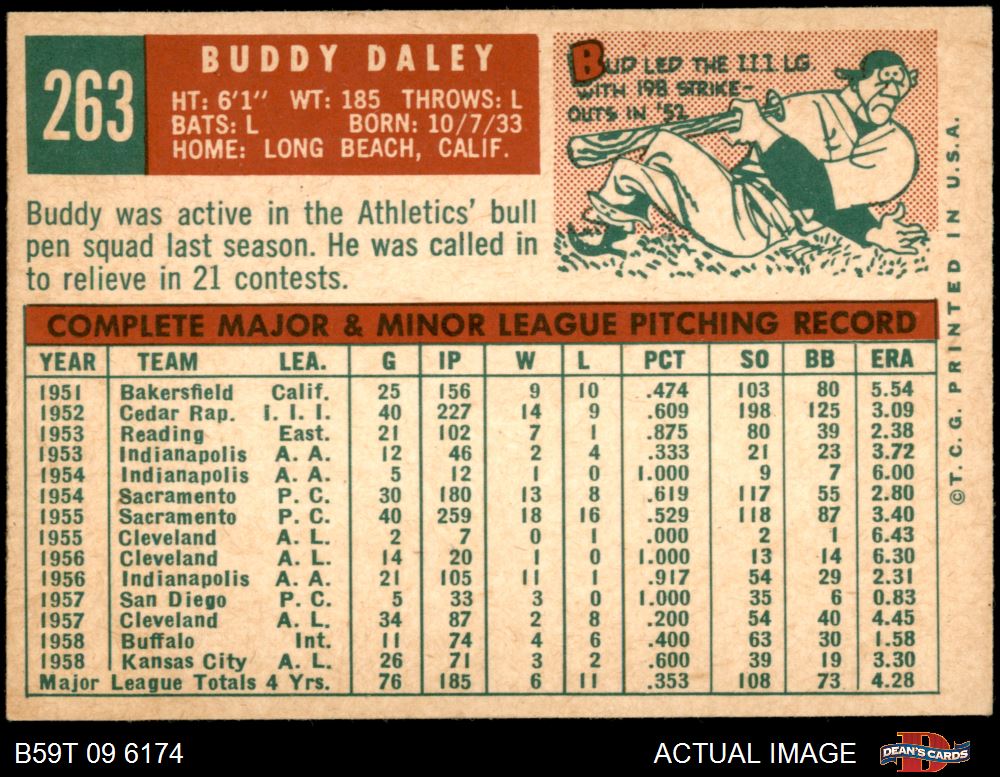 263
BUDDY DALEY
HT: 6'1" WT: 185 THROWS: L
BATS: L BORN: 10/7/33
HOME: LONG BEACH, CALIF.
BUD LED THE III LG
WITH 198 STRIKE-
OUTS IN '52
Buddy was active in the Athletics' bull
pen squad last season. He was called in
to relieve in 21 contests.
COMPLETE MAJOR & MINOR LEAGUE PITCHING RECORD
YEAR TEAM LEA. G IP W L PCT SO BB ERA
1951 Bakersfield Calif. 25 156 9 10 .474 103 80 5.54
1952 Cedar Rap. I. I. I. 40 227 14 9 .609 198 125 3.09
1953 Reading East. 21 102 7 1 .875 80 39 2.38
1953 Indianapolis A. A. 12 46 2 4 .333 21 23 3.72
1954 Indianapolis A. A. 5 12 1 0 1.000 9 7 6.00
1954 Sacramento P. C. 30 180 13 8 .619 117 55 2.80
1955 Sacramento P. C. 40 259 18 16 .529 118 87 3.40
1955 Cleveland A. L. 2 7 0 1 .000 2 1 6.43
1956 Cleveland A. L. 14 20 1 0 1.000 13 14 6.30
1956 Indianapolis A. A. 21 105 11 1 .917 54 29 2.31
1957 San Diego P. C. 5 33 3 0 1.000 35 6 0.83
1957 Cleveland A. L. 34 87 2 8 .200 54 40 4.45
1958 Buffalo Int. 11 74 4 6 .400 63 30 1.58
1958 Kansas City A. L. 26 71 3 2 .600 39 19 3.30
Major League Totals 4 Yrs. 76 185 6 11 .353 108 73 4.28
©T. C. G. PRINTED IN U.S.A.
B59T 09 6174
ACTUAL IMAGE
DEAN'S CARDS